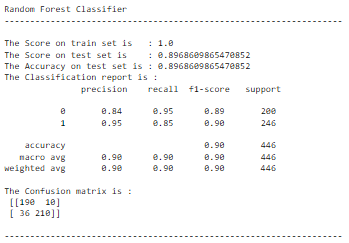 Random Forest Classifier
------------------------------------------------------------
The Score on train set is   : 1.0
The Score on test set is    : 0.8968609865470852
The Accuracy on test set is : 0.8968609865470852
The Classification report is :
precision    recall  f1-score   support
0       0.84      0.95      0.89       200
1       0.95      0.85      0.90       246
accuracy                           0.90       446
macro avg       0.90      0.90      0.90       446
weighted avg       0.90      0.90      0.90       446
The Confusion matrix is :
[[190  10]
[ 36 210]]
------------------------------------------------------------